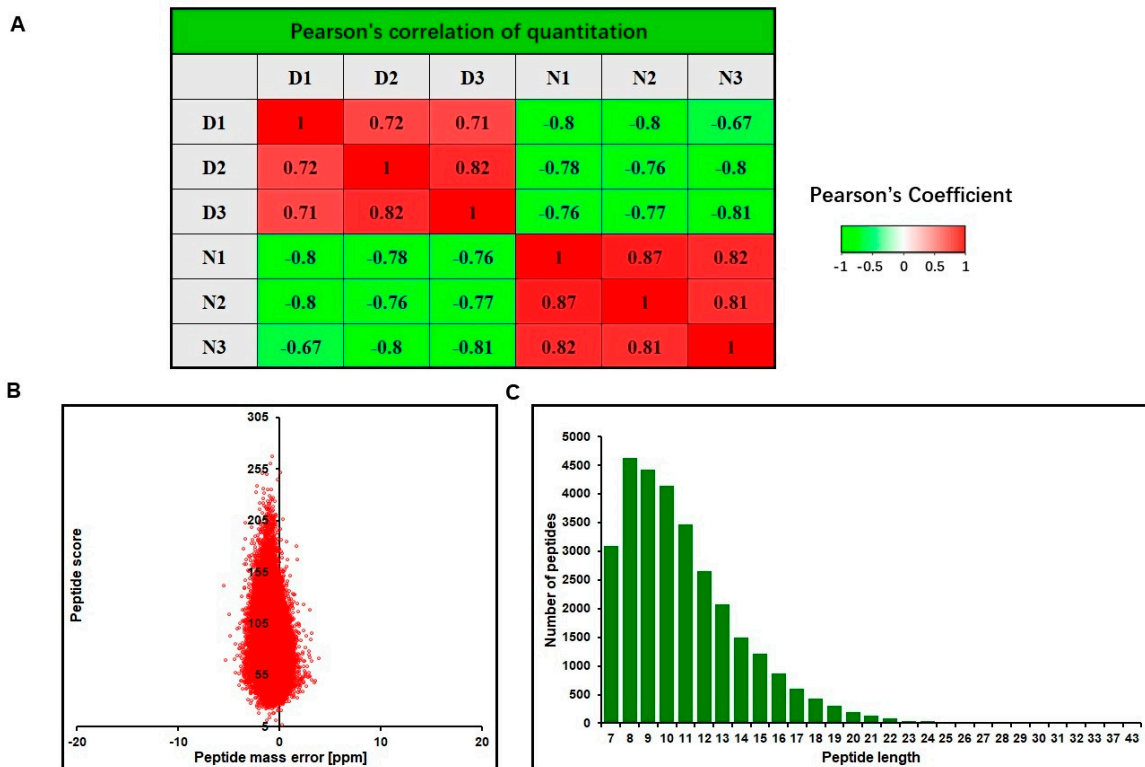 A
Pearson's correlation of quantitation
D1 D2 D3 N1 N2 N3
D1 1 0.72 0.71 -0.8 -0.8 -0.67
D2 0.72 1 0.82 -0.78 -0.76 -0.8
D3 0.71 0.82 1 -0.76 -0.77 -0.81
N1 -0.8 -0.78 -0.76 1 0.87 0.82
N2 -0.8 -0.76 -0.77 0.87 1 0.81
N3 -0.67 -0.8 -0.81 0.82 0.81 1
Pearson's Coefficient
-1 -0.5 0 0.5 1
B
305
255
205
155
105
55
5
Peptide score
-20 -10 0 10 20
Peptide mass error [ppm]
C
5000
4500
4000
3500
3000
2500
2000
1500
1000
500
0
Number of peptides
7 8 9 10 11 12 13 14 15 16 17 18 19 20 21 22 23 24 25 26 27 28 29 30 31 32 33 37 43
Peptide length